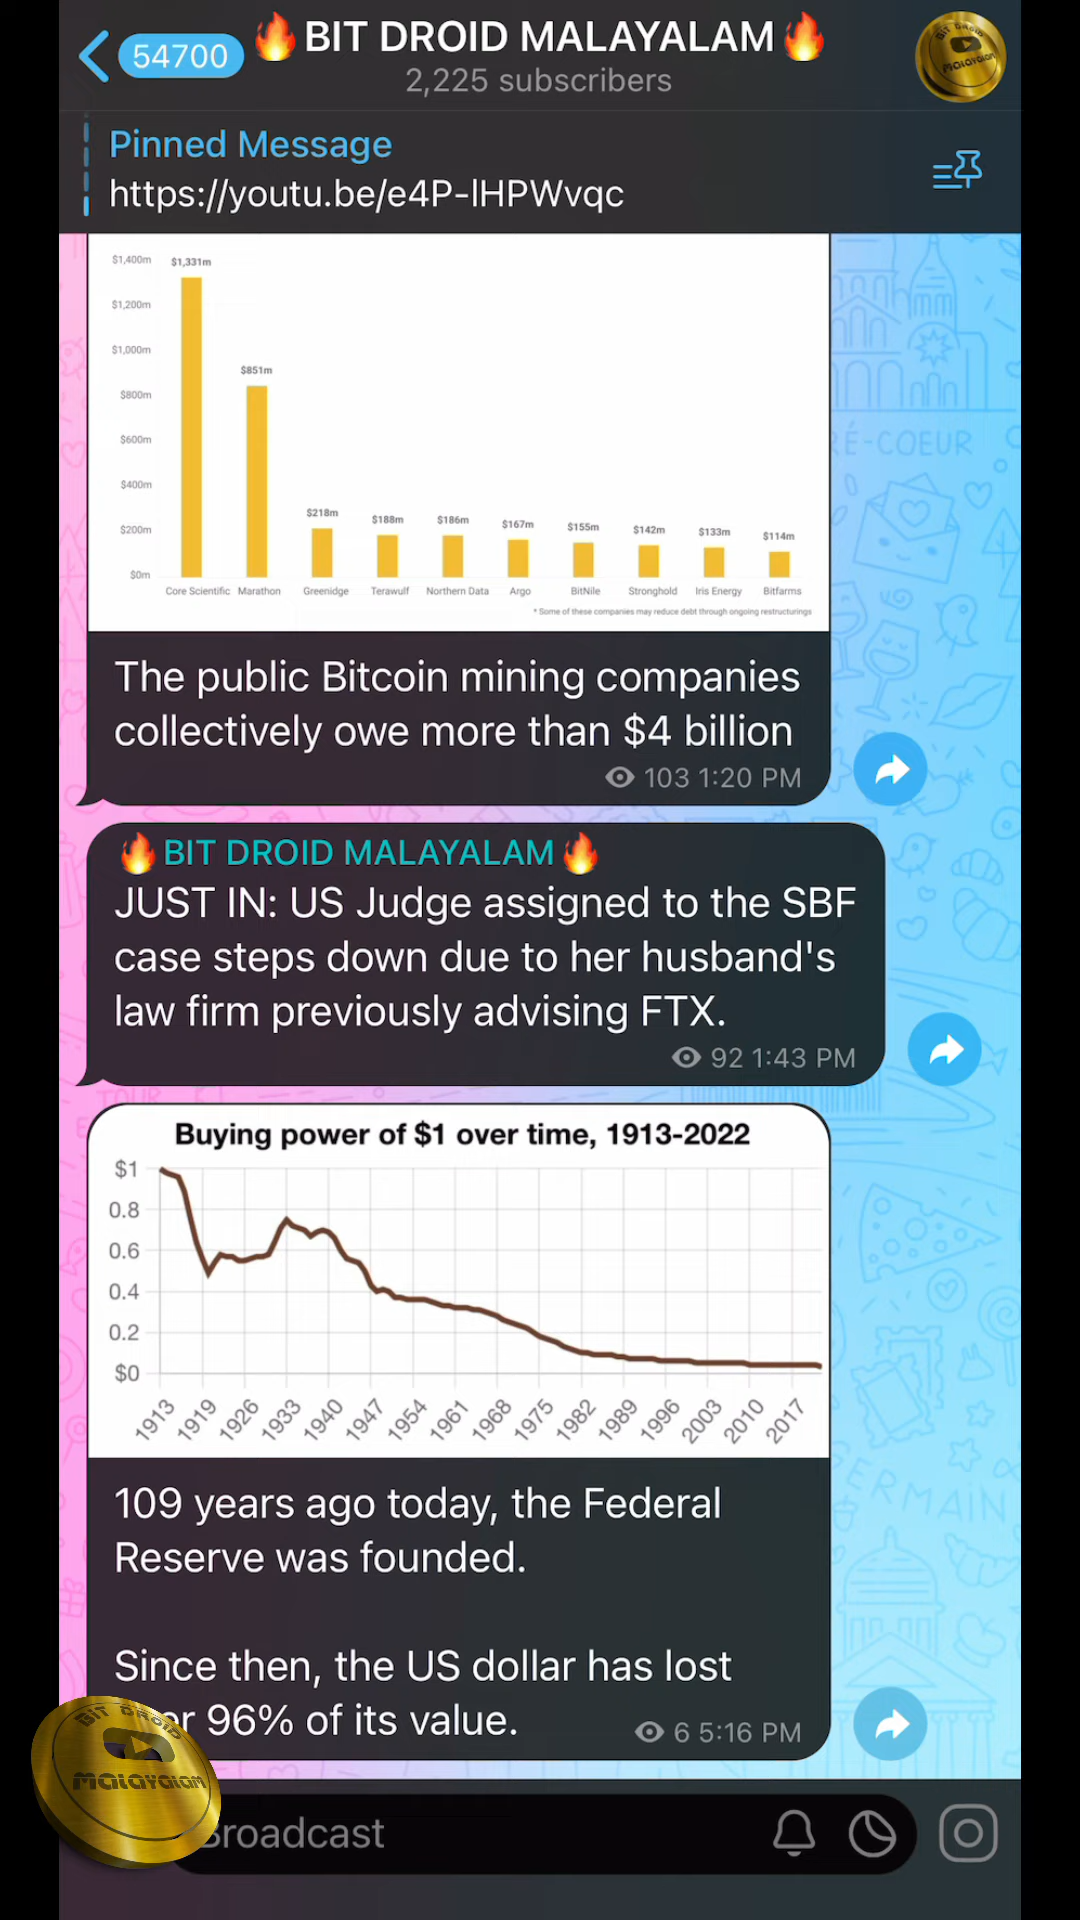 54700
🔥BIT DROID MALAYALAM🔥
2,225 subscribers
BIT DROID
Malayalam
Pinned Message
https://youtu.be/e4P-lHPWvqc
$1,400m
$1,200m
$1,000m
$800m
$600m
$400m
$200m
$0m
$1,331m
$851m
$218m
$188m
$186m
$167m
$155m
$142m
$133m
$114m
Core Scientific Marathon Greenidge Terawulf Northern Data Argo BitNile Stronghold Iris Energy Bitfarms
* Some of these companies may reduce debt through ongoing restructurings
The public Bitcoin mining companies
collectively owe more than $4 billion
103 1:20 PM
🔥BIT DROID MALAYALAM🔥
JUST IN: US Judge assigned to the SBF
case steps down due to her husband's
law firm previously advising FTX.
92 1:43 PM
Buying power of $1 over time, 1913-2022
$1
0.8
0.6
0.4
0.2
$0
1913 1919 1926 1933 1940 1947 1954 1961 1968 1975 1982 1989 1996 2003 2010 2017
109 years ago today, the Federal
Reserve was founded.
Since then, the US dollar has lost
96% of its value.
6 5:16 PM
BIT DROID
MALAYALAM
Broadcast